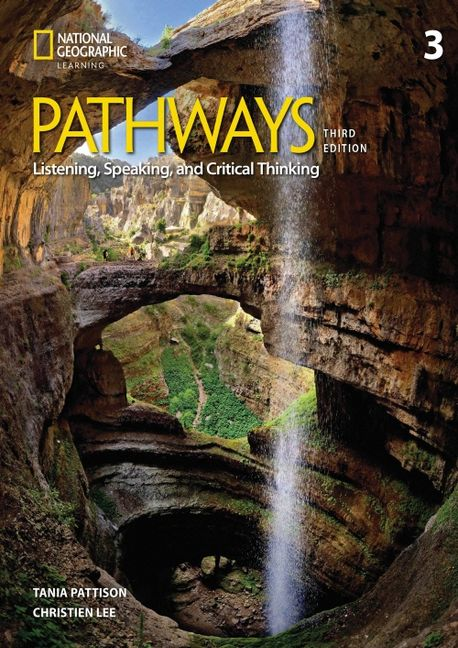 NATIONAL
GEOGRAPHIC
LEARNING
3
PATHWAYS
THIRD
EDITION
Listening, Speaking, and Critical Thinking
TANIA PATTISON
CHRISTIEN LEE